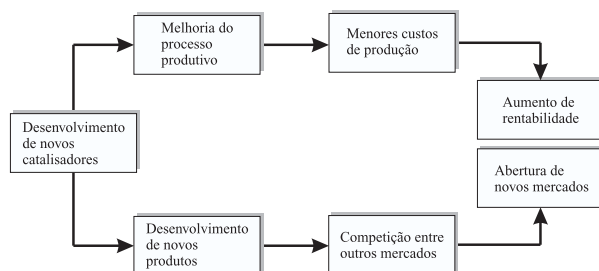 Melhoria do
processo
produtivo
Menores custos
de produção
Aumento de
rentabilidade
Desenvolvimento
de novos
catalisadores
Abertura de
novos mercados
Desenvolvimento
de novos
produtos
Competição entre
outros mercados